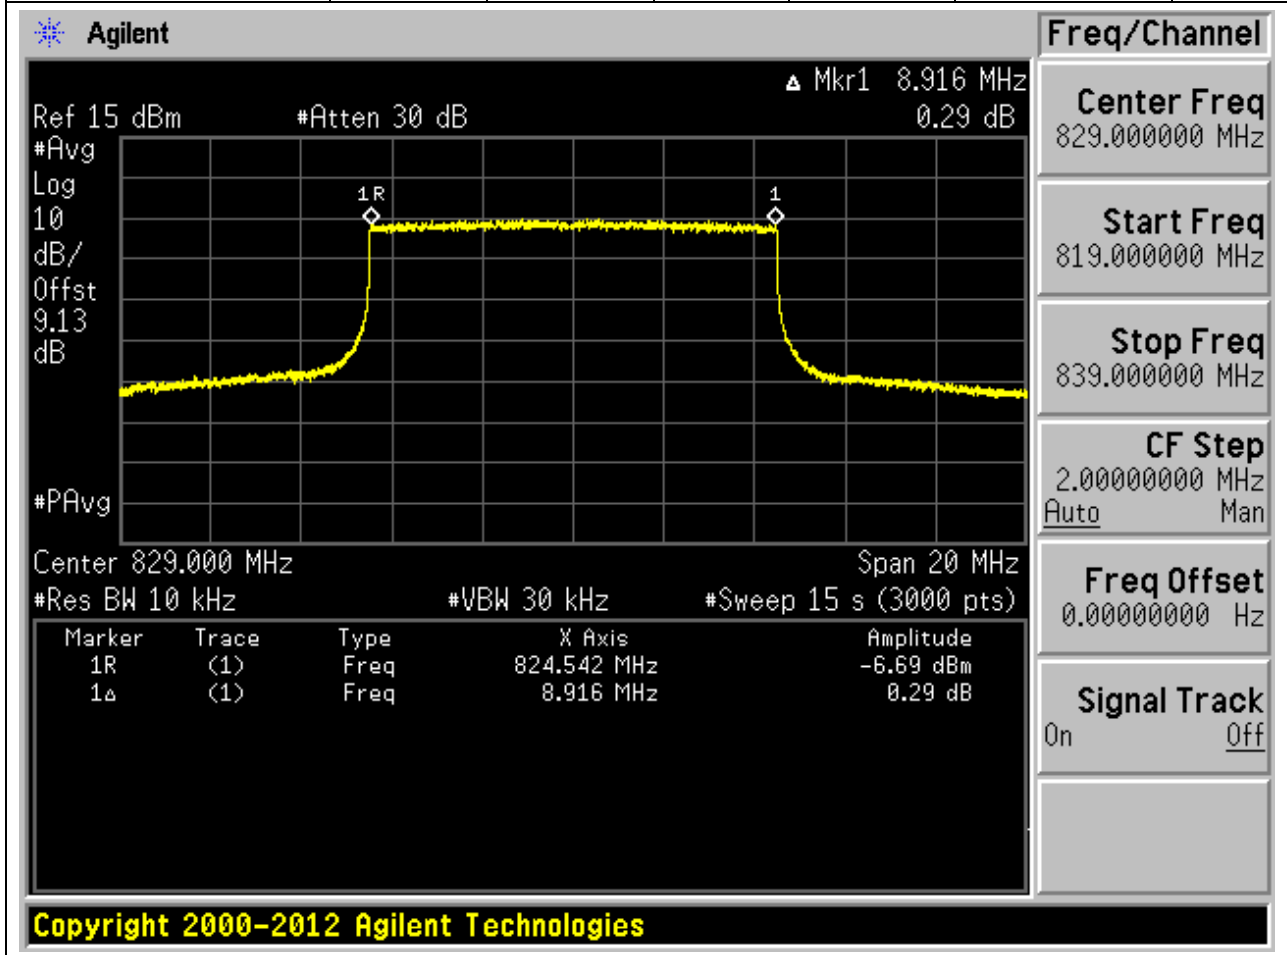 Agilent
Freq/Channel
Δ Mkr1 8.916 MHz
Ref 15 dBm #Atten 30 dB 0.29 dB
#Avg
Log
10
dB/
Offst
9.13
dB
#PAvg
1R
1
Center 829.000 MHz Span 20 MHz
#Res BW 10 kHz #VBW 30 kHz #Sweep 15 s (3000 pts)
Marker Trace Type X Axis Amplitude
1R (1) Freq 824.542 MHz -6.69 dBm
1Δ (1) Freq 8.916 MHz 0.29 dB
Center Freq
829.000000 MHz
Start Freq
819.000000 MHz
Stop Freq
839.000000 MHz
CF Step
2.00000000 MHz
Auto Man
Freq Offset
0.00000000 Hz
Signal Track
On Off
Copyright 2000-2012 Agilent Technologies